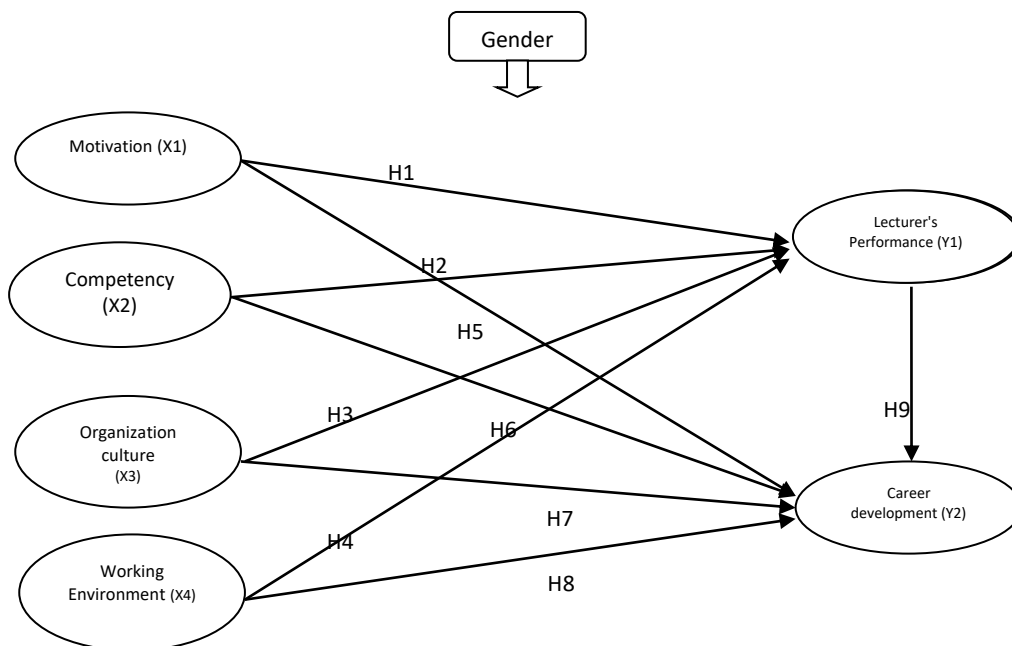 Gender
Motivation (X1)
H1
Lecturer's
Performance (Y1)
H2
Competency
(X2)
H5
H3
H6
H9
Organization
culture
(X3)
Career
development (Y2)
H7
H4
Working
Environment (X4)
H8